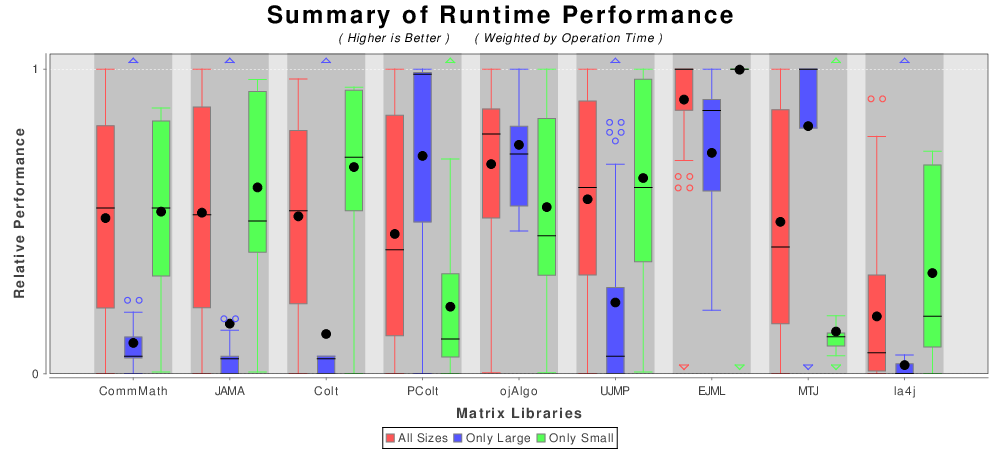 Summary of Runtime Performance
( Higher is Better ) ( Weighted by Operation Time )
Relative Performance
1
0
CommMath JAMA Colt PColt ojAlgo UJMP EJML MTJ la4j
Matrix Libraries
All Sizes Only Large Only Small